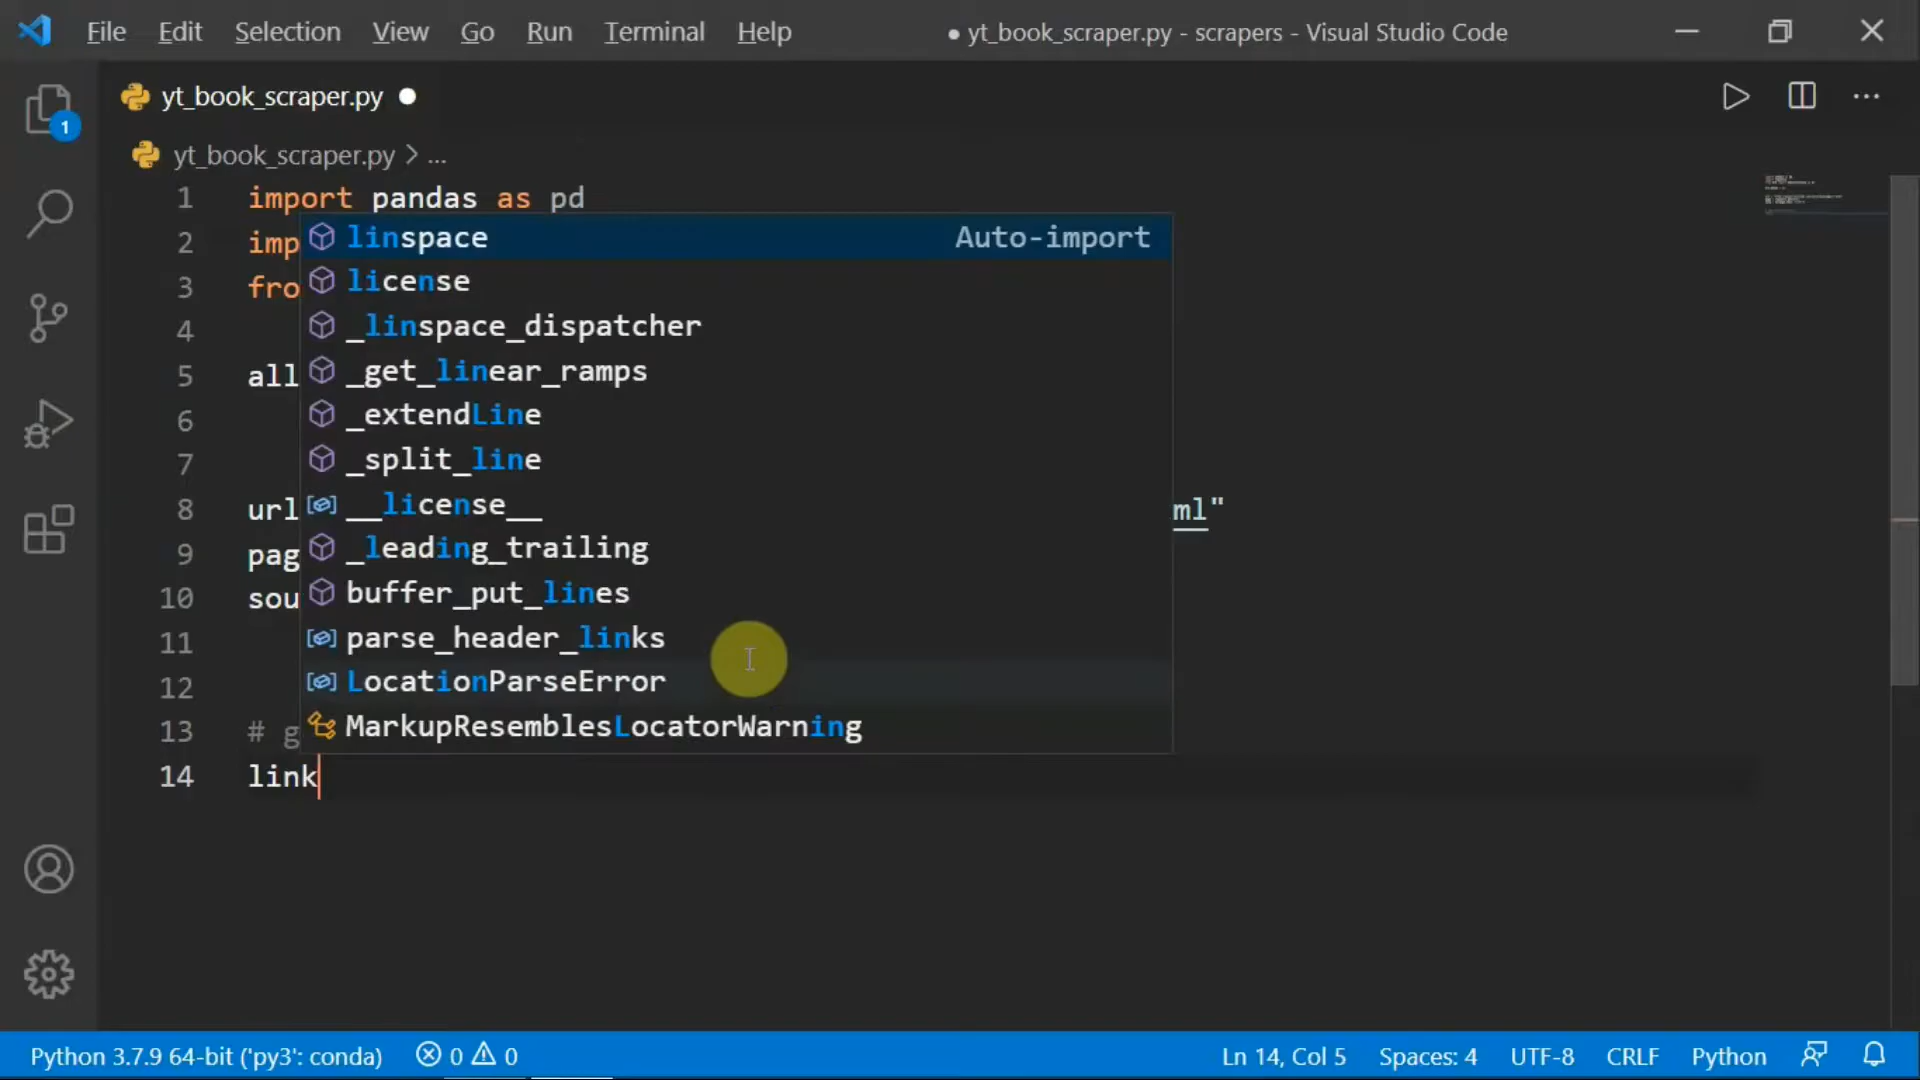 File Edit Selection View Go Run Terminal Help ● yt_book_scraper.py - scrapers - Visual Studio Code
yt_book_scraper.py ●
1
yt_book_scraper.py > ...
1 import pandas as pd
2 imp
3 fro
4
5 all
6
7
8 url ml"
9 pag
10 sou
11
12
13 # g
14 link
linspace Auto-import
license
_linspace_dispatcher
_get_linear_ramps
_extendLine
_split_line
__license__
_leading_trailing
buffer_put_lines
parse_header_links
LocationParseError
MarkupResemblesLocatorWarning
Python 3.7.9 64-bit ('py3': conda) 0 0 Ln 14, Col 5 Spaces: 4 UTF-8 CRLF Python